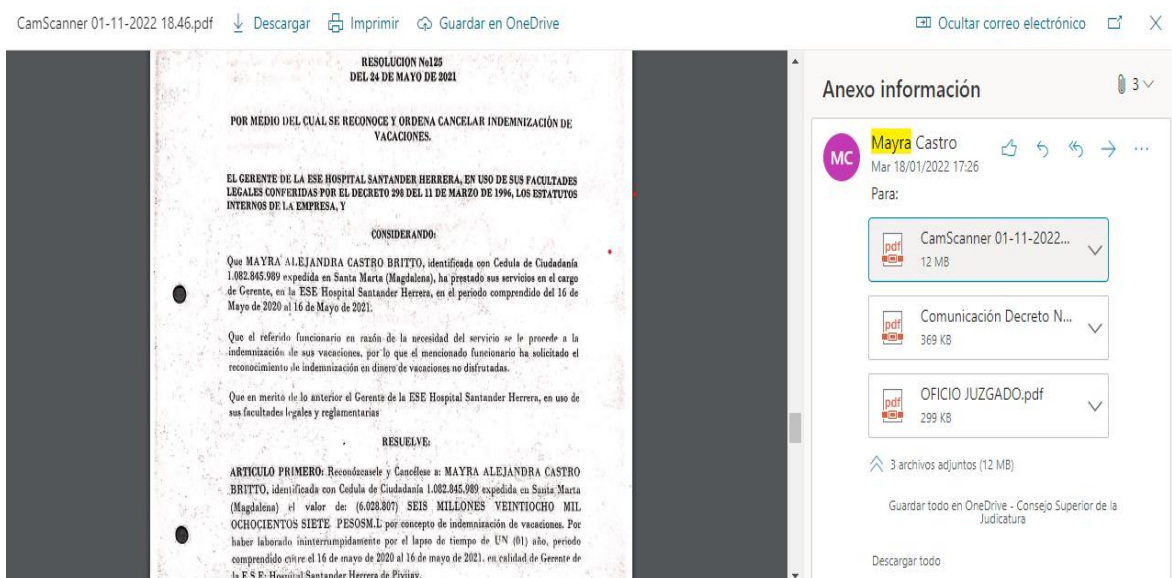 CamScanner 01-11-2022 18.46.pdf Descargar Imprimir Guardar en OneDrive Ocultar correo electrónico
RESOLUCION No125
DEL 24 DE MAYO DE 2021
POR MEDIO DEL CUAL SE RECONOCE Y ORDENA CANCELAR INDEMNIZACIÓN DE
VACACIONES.
EL GERENTE DE LA ESE HOSPITAL SANTANDER HERRERA, EN USO DE SUS FACULTADES
LEGALES CONFERIDAS POR EL DECRETO 298 DEL 11 DE MARZO DE 1996, LOS ESTATUTOS
INTERNOS DE LA EMPRESA, Y
CONSIDERANDO:
Que MAYRA ALEJANDRA CASTRO BRITTO, identificada con Cedula de Ciudadanía
1.082.845.989 expedida en Santa Marta (Magdalena), ha prestado sus servicios en el cargo
de Gerente, en la ESE Hospital Santander Herrera, en el periodo comprendido del 16 de
Mayo de 2020 al 16 de Mayo de 2021.
Que el referido funcionario en razón de la necesidad del servicio se le procede a la
indemnización de sus vacaciones, por lo que el mencionado funcionario ha solicitado el
reconocimiento de indemnización en dinero de vacaciones no disfrutadas.
Que en merito de lo anterior el Gerente de la ESE Hospital Santander Herrera, en uso de
sus facultades legales y reglamentarias
RESUELVE:
ARTICULO PRIMERO: Reconózcasele y Cancélese a: MAYRA ALEJANDRA CASTRO
BRITTO, identificada con Cedula de Ciudadanía 1.082.845.989 expedida en Santa Marta
(Magdalena) el valor de: (6.028.807) SEIS MILLONES VEINTIOCHO MIL
OCHOCIENTOS SIETE PESOSM.L por concepto de indemnización de vacaciones. Por
haber laborado ininterrumpidamente por el lapso de tiempo de UN (01) año, periodo
comprendido entre el 16 de mayo de 2020 al 16 de mayo de 2021. en calidad de Gerente de
la E.S.E: Hospital Santander Herrera de Pivijay.
Anexo información 3
MC
Mayra Castro
Mar 18/01/2022 17:26
Para:
pdf
CamScanner 01-11-2022...
12 MB
pdf
Comunicación Decreto N...
369 KB
pdf
OFICIO JUZGADO.pdf
299 KB
3 archivos adjuntos (12 MB)
Guardar todo en OneDrive - Consejo Superior de la
Judicatura
Descargar todo